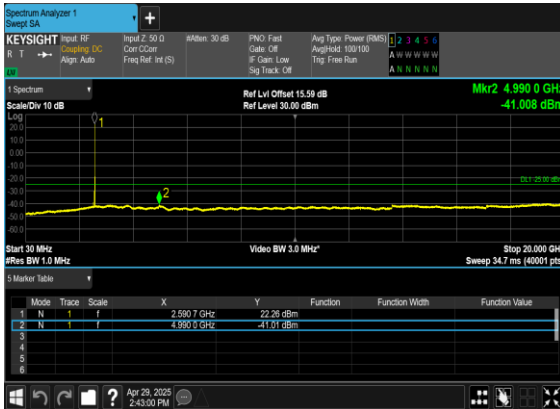 Spectrum Analyzer 1
Swept SA
+
KEYSIGHT Input: RF Input Z: 50 Ω #Atten: 30 dB PNO: Fast Avg Type: Power (RMS) 1 2 3 4 5 6
R T Coupling: DC Corr CCorr Gate: Off Avg|Hold: 100/100 A W W W W W
Align: Auto Freq Ref: Int (S) IF Gain: Low Trig: Free Run
Sig Track: Off A N N N N N
1 Spectrum Ref Lvl Offset 15.59 dB Mkr2 4.990 0 GHz
Scale/Div 10 dB Ref Level 30.00 dBm -41.008 dBm
Log
20.0
10.0
0.00
-10.0
-20.0
-30.0
-40.0
-50.0
-60.0
1
2
DL1 -25.00 dBm
Start 30 MHz Video BW 3.0 MHz* Stop 20.000 GHz
#Res BW 1.0 MHz Sweep 34.7 ms (40001 pts)
5 Marker Table
Mode Trace Scale X Y Function Function Width Function Value
1 N 1 f 2.590 7 GHz 22.26 dBm
2 N 1 f 4.990 0 GHz -41.01 dBm
3
4
5
6
? Apr 29, 2025
2:43:00 PM